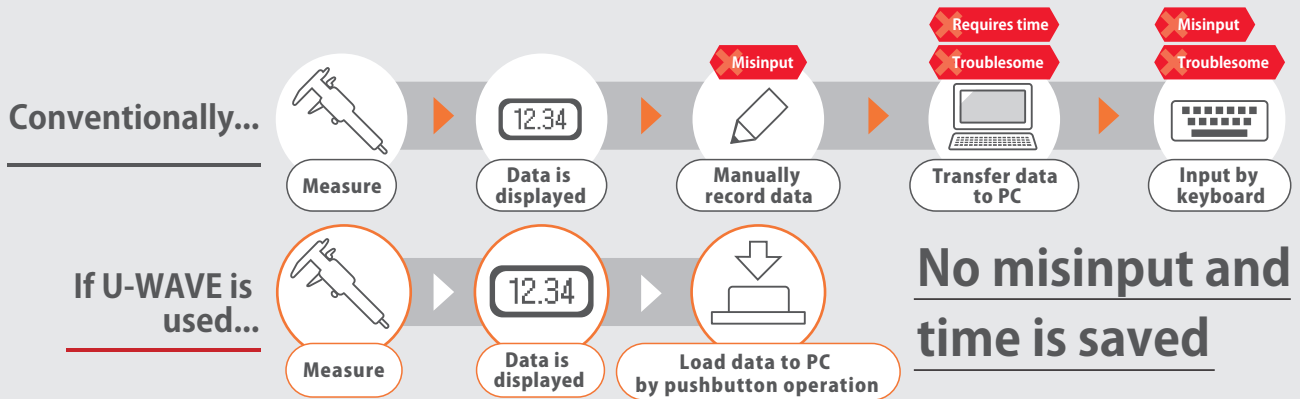 Requires time
Misinput
Misinput
Troublesome
Troublesome
Conventionally...
12.34
Measure
Data is
displayed
Manually
record data
Transfer data
to PC
Input by
keyboard
If U-WAVE is
used...
12.34
No misinput and
time is saved
Measure
Data is
displayed
Load data to PC
by pushbutton operation